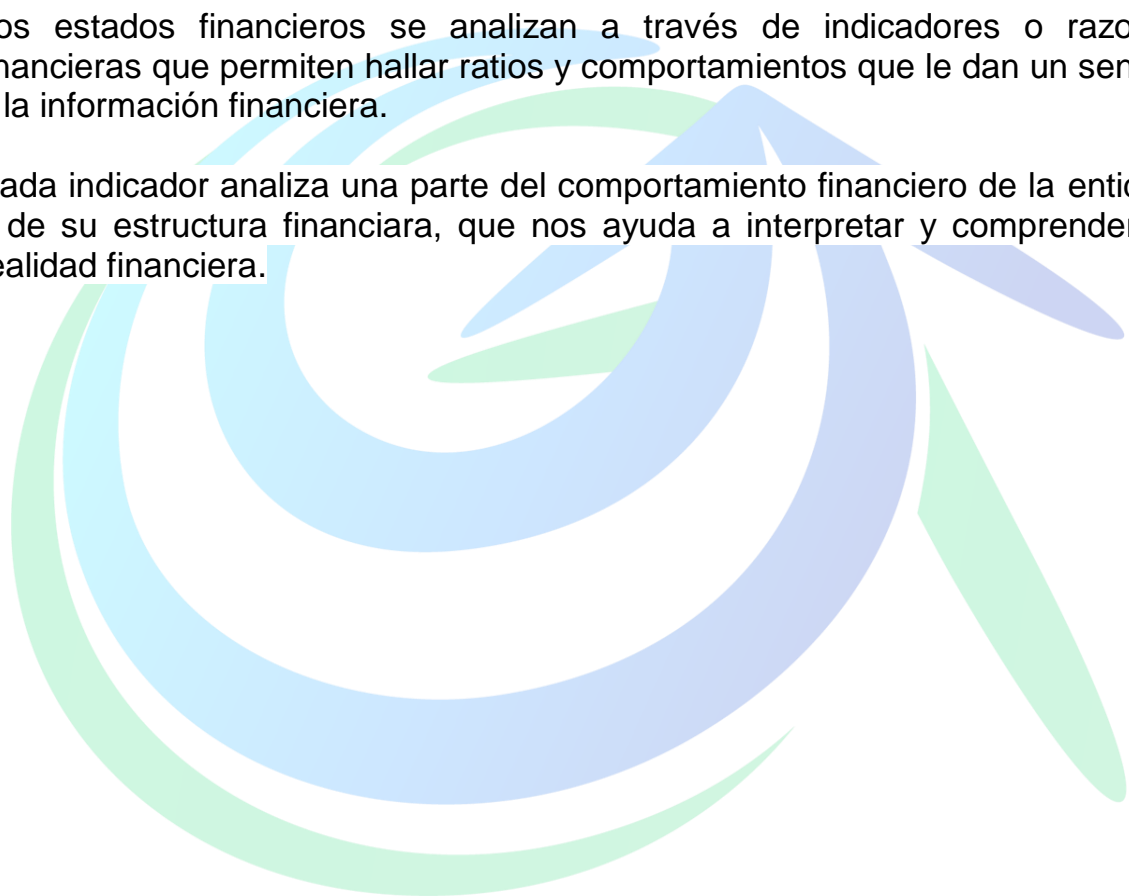 os estados financieros se analizan a través de indicadores o razo
nancieras que permiten hallar ratios y comportamientos que le dan un sen
la información financiera.
ada indicador analiza una parte del comportamiento financiero de la entic
de su estructura financiara, que nos ayuda a interpretar y comprender
ealidad financiera.